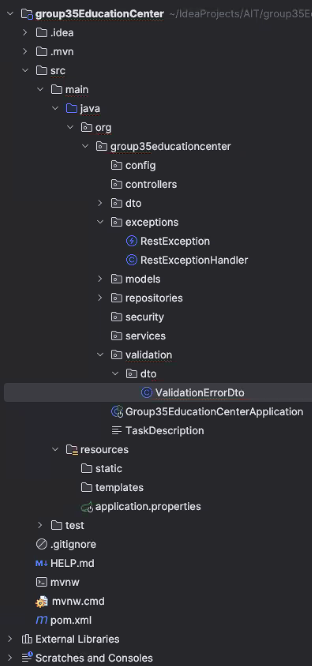 group35EducationCenter ~/IdeaProjects/AIT/group35E
.idea
.mvn
src
main
java
org
group35educationcenter
config
controllers
dto
exceptions
RestException
RestExceptionHandler
models
repositories
security
services
validation
dto
ValidationErrorDto
Group35EducationCenterApplication
TaskDescription
resources
static
templates
application.properties
test
.gitignore
M↓ HELP.md
mvnw
mvnw.cmd
m pom.xml
External Libraries
Scratches and Consoles